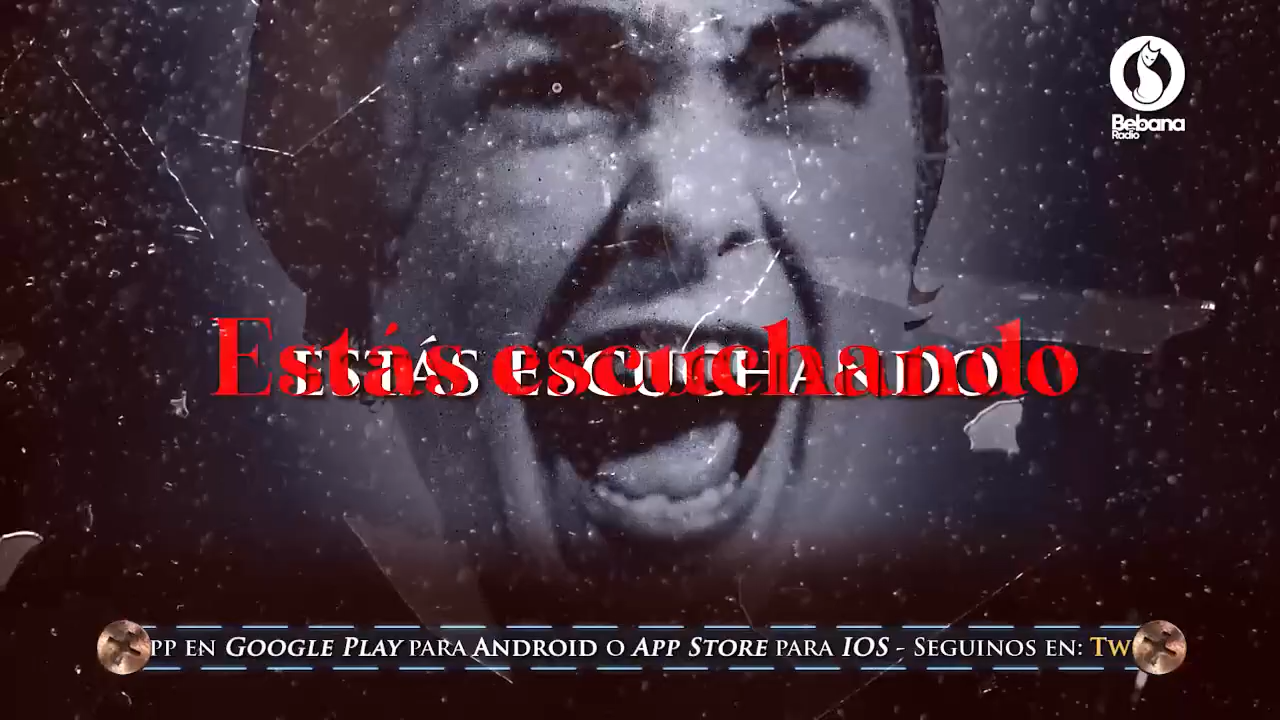 Bebana
Radio
Estás escuchando
ESTÁS ESCUCHANDO
PP EN GOOGLE PLAY PARA ANDROID O APP STORE PARA IOS - SEGUINOS EN: TW